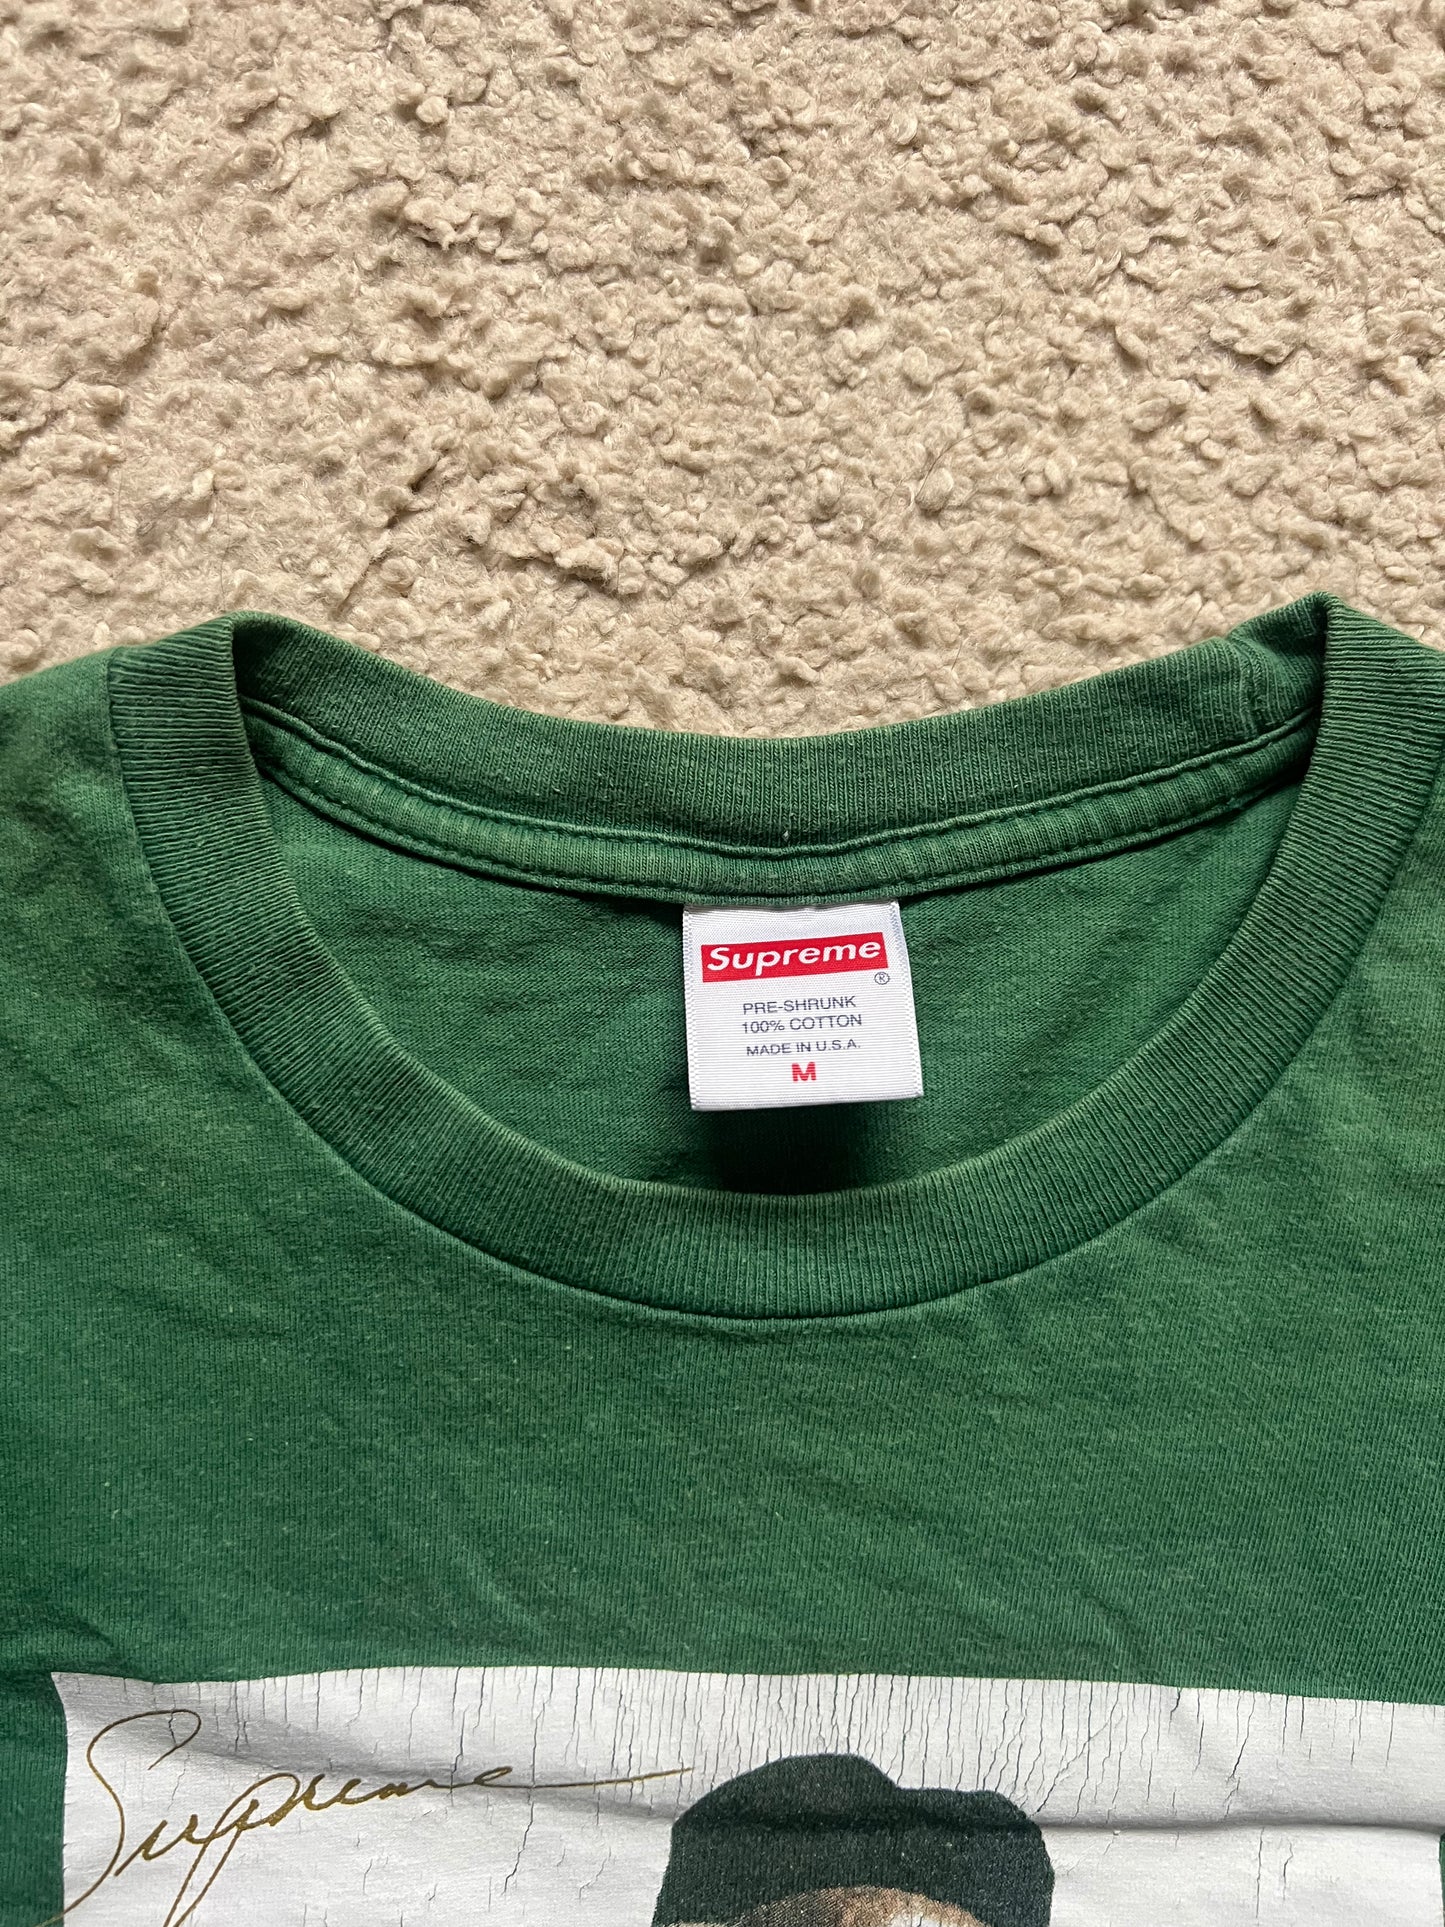 Supreme
®
PRE-SHRUNK
100% COTTON
MADE IN U.S.A.
M
Supreme